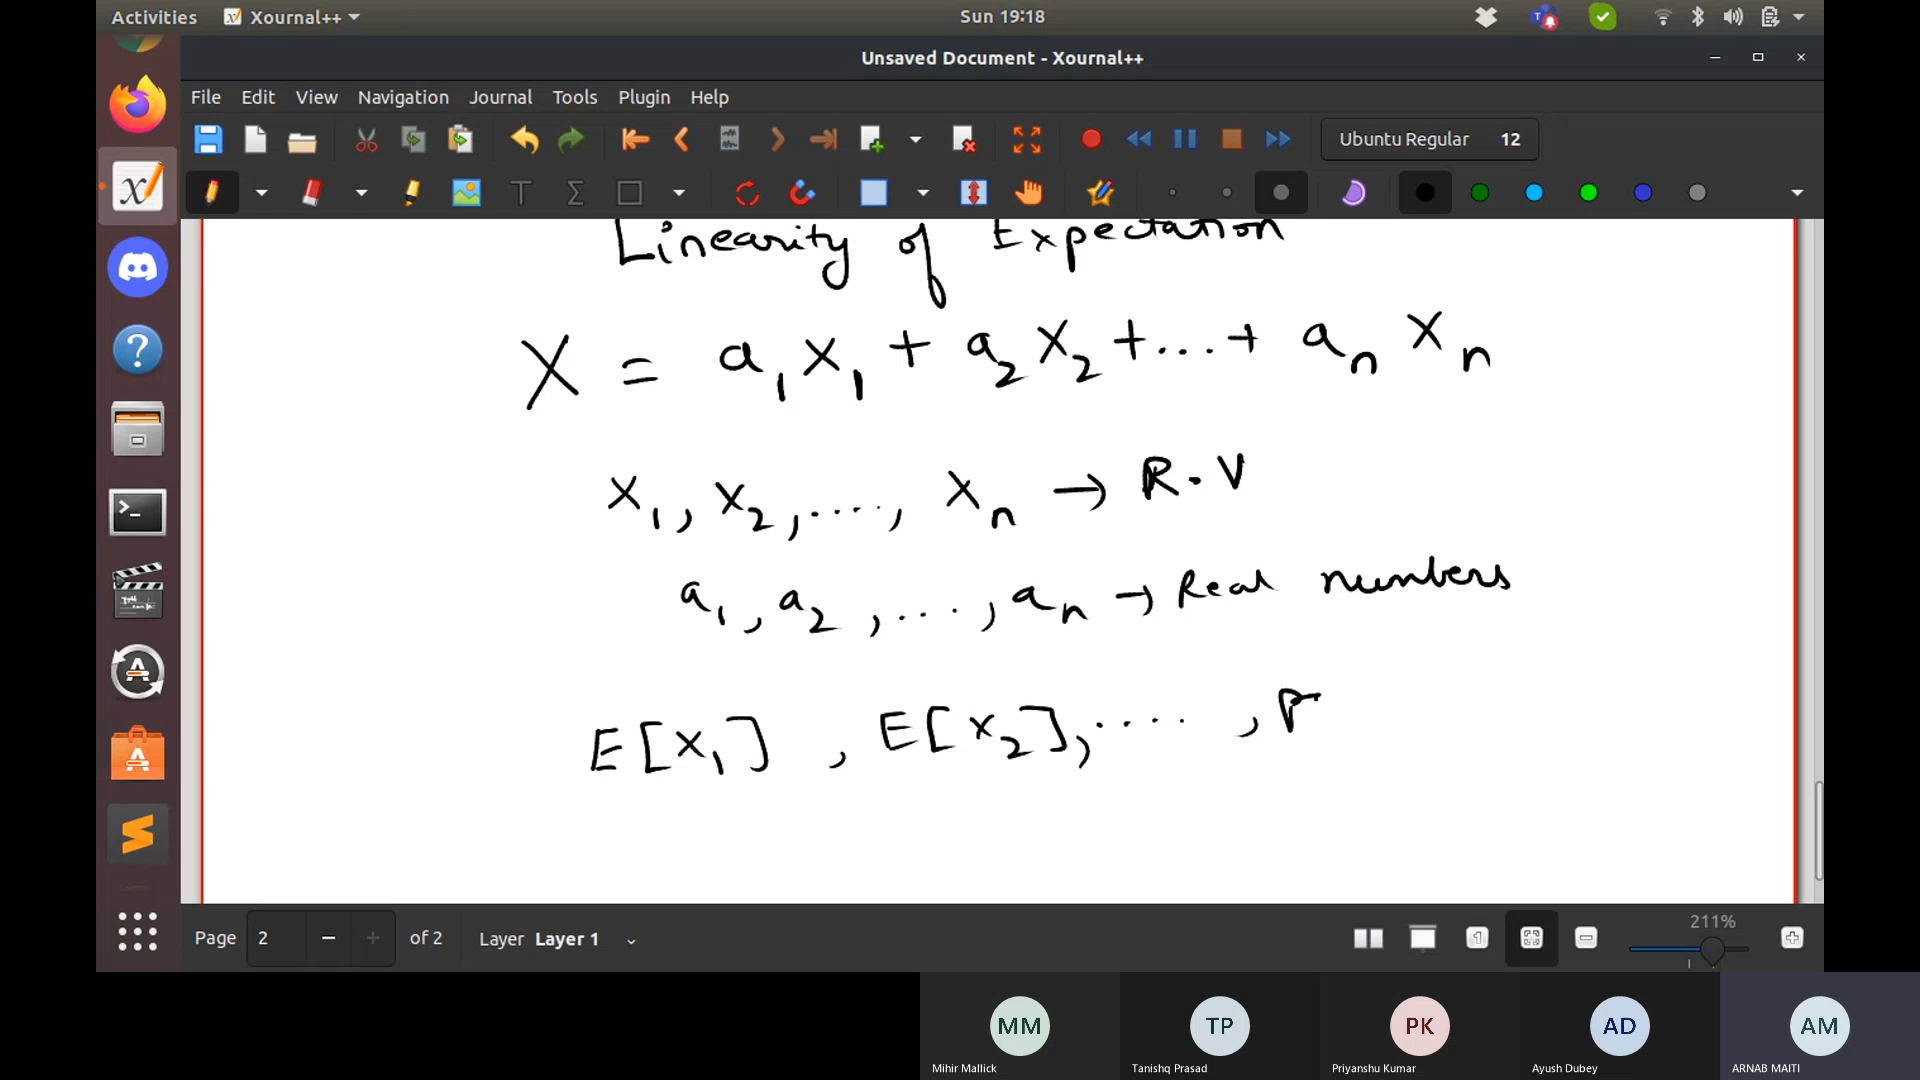 Activities Xournal++ Sun 19:18
Unsaved Document - Xournal++
File Edit View Navigation Journal Tools Plugin Help
Ubuntu Regular 12
Linearity of Expectation
X = a₁X₁ + a₂X₂ + ... + aₙXₙ
X₁, X₂, ...., Xₙ → R.V
a₁, a₂, ..., aₙ → Real numbers
E[X₁] , E[X₂], .... ,
Page 2 of 2 Layer Layer 1 211%
MM TP PK AD AM
Mihir Mallick Tanishq Prasad Priyanshu Kumar Ayush Dubey ARNAB MAITI